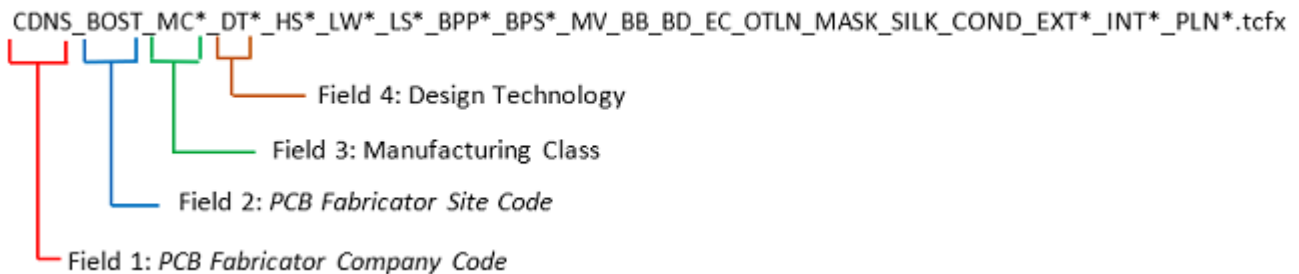 CDNS_BOST_MC*_DT*_HS*_LW*_LS*_BPP*_BPS*_MV_BB_BD_EC_OTLN_MASK_SILK_COND_EXT*_INT*_PLN*.tcfx
Field 4: Design Technology
Field 3: Manufacturing Class
Field 2: PCB Fabricator Site Code
Field 1: PCB Fabricator Company Code